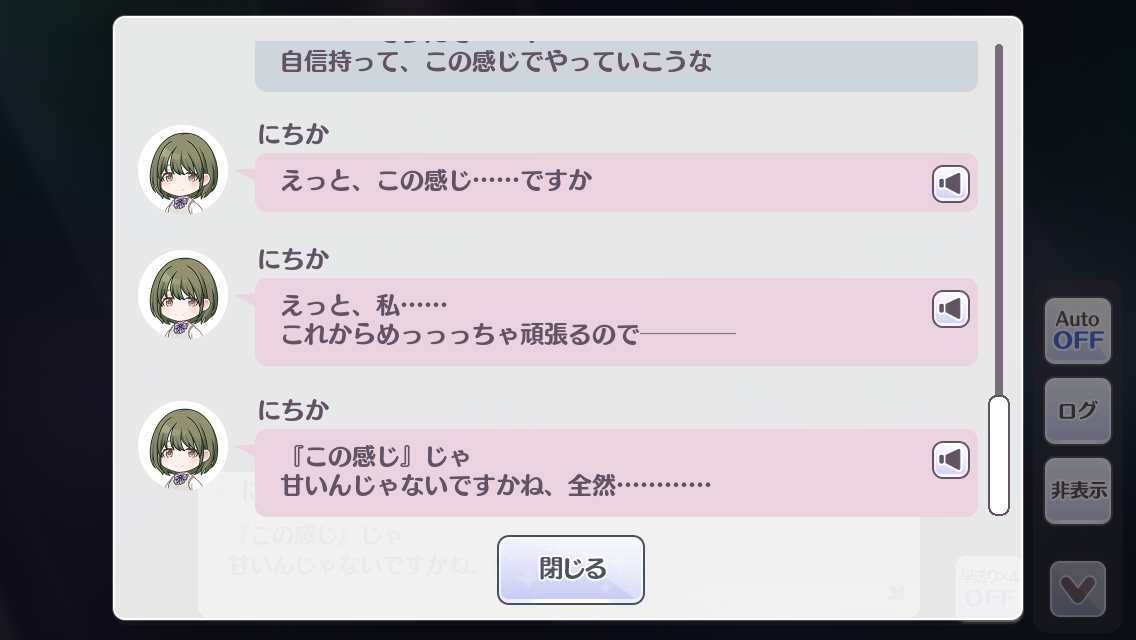 自信持って、この感じでやっていこうな
にちか
えっと、この感じ……ですか
にちか
えっと、私……
これからめっっっちゃ頑張るので――――
にちか
『この感じ』じゃ
甘いんじゃないですかね、全然…………
『この感じ』じゃ
甘いんじゃないですかね、
閉じる
Auto
OFF
ログ
非表示
早送り×4
OFF